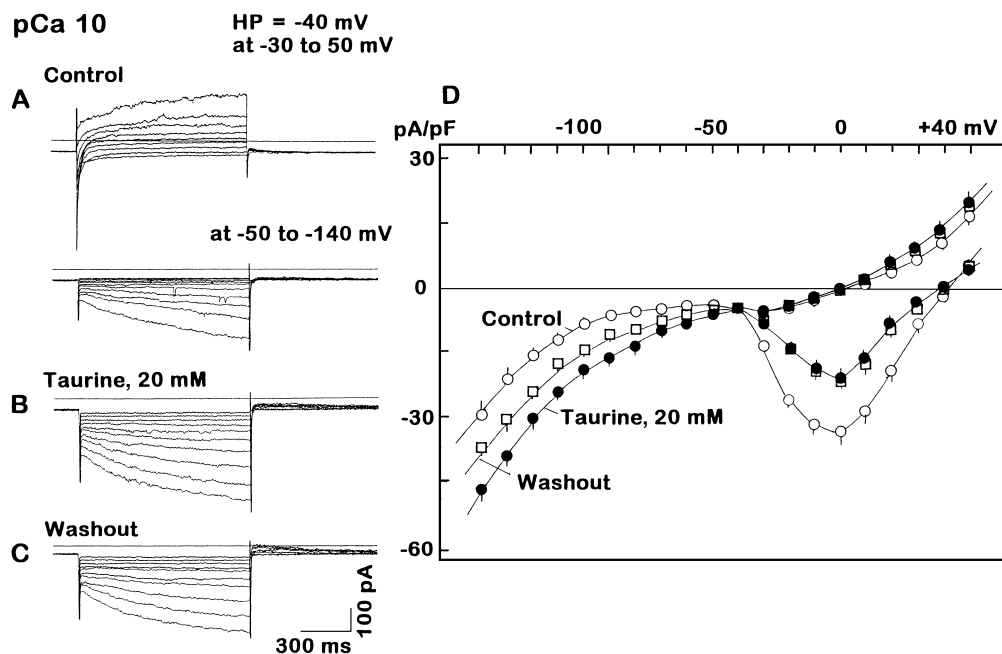 pCa 10
HP = -40 mV
at -30 to 50 mV
Control
A
at -50 to -140 mV
Taurine, 20 mM
B
Washout
C
100 pA
300 ms
D
pA/pF
-100
-50
0
+40 mV
30
0
-30
-60
Control
Taurine, 20 mM
Washout